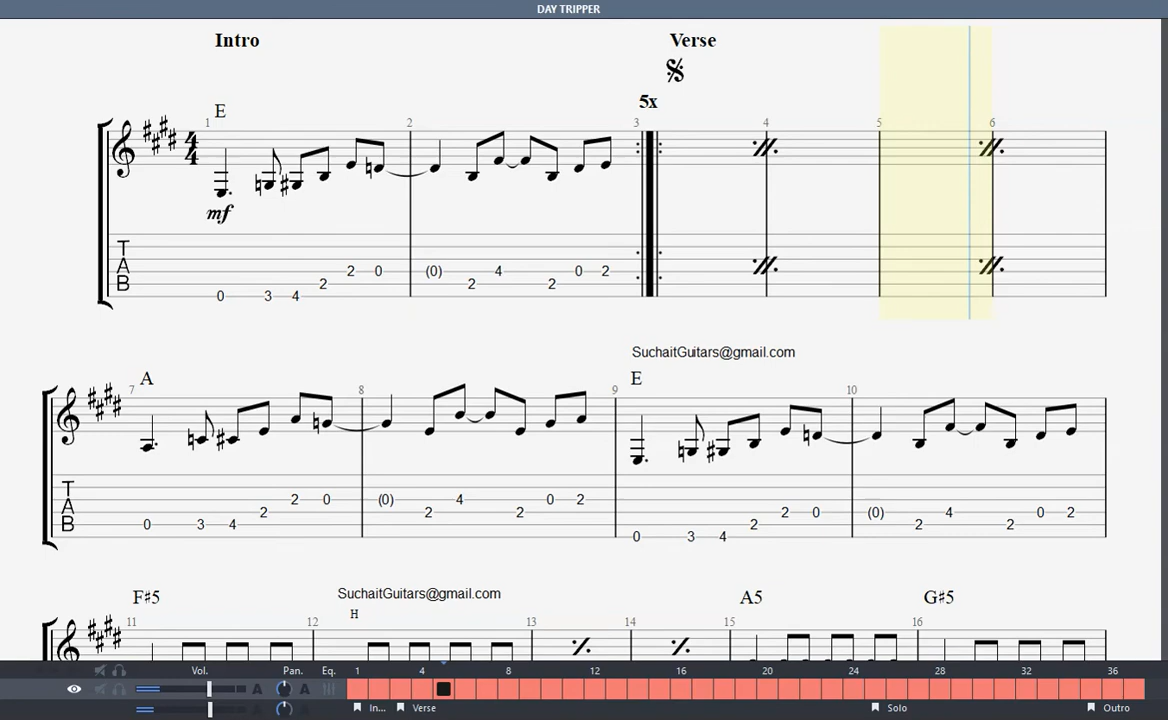 DAY TRIPPER
Intro
Verse
5x
E
1 2 3 4 5 6
4
4
mf
T
A
B
0 3 4 2 2 0 (0) 2 4 2 0 2
SuchaitGuitars@gmail.com
A E
7 8 9 10
T
A
B
0 3 4 2 2 0 (0) 2 4 2 0 2 0 3 4 2 2 0 (0) 2 4 2 0 2
SuchaitGuitars@gmail.com
F#5 A5 G#5
H
11 12 13 14 15 16
Vol. Pan. Eq. 1 4 8 12 16 20 24 28 32 36
A A
In... Verse Solo Outro